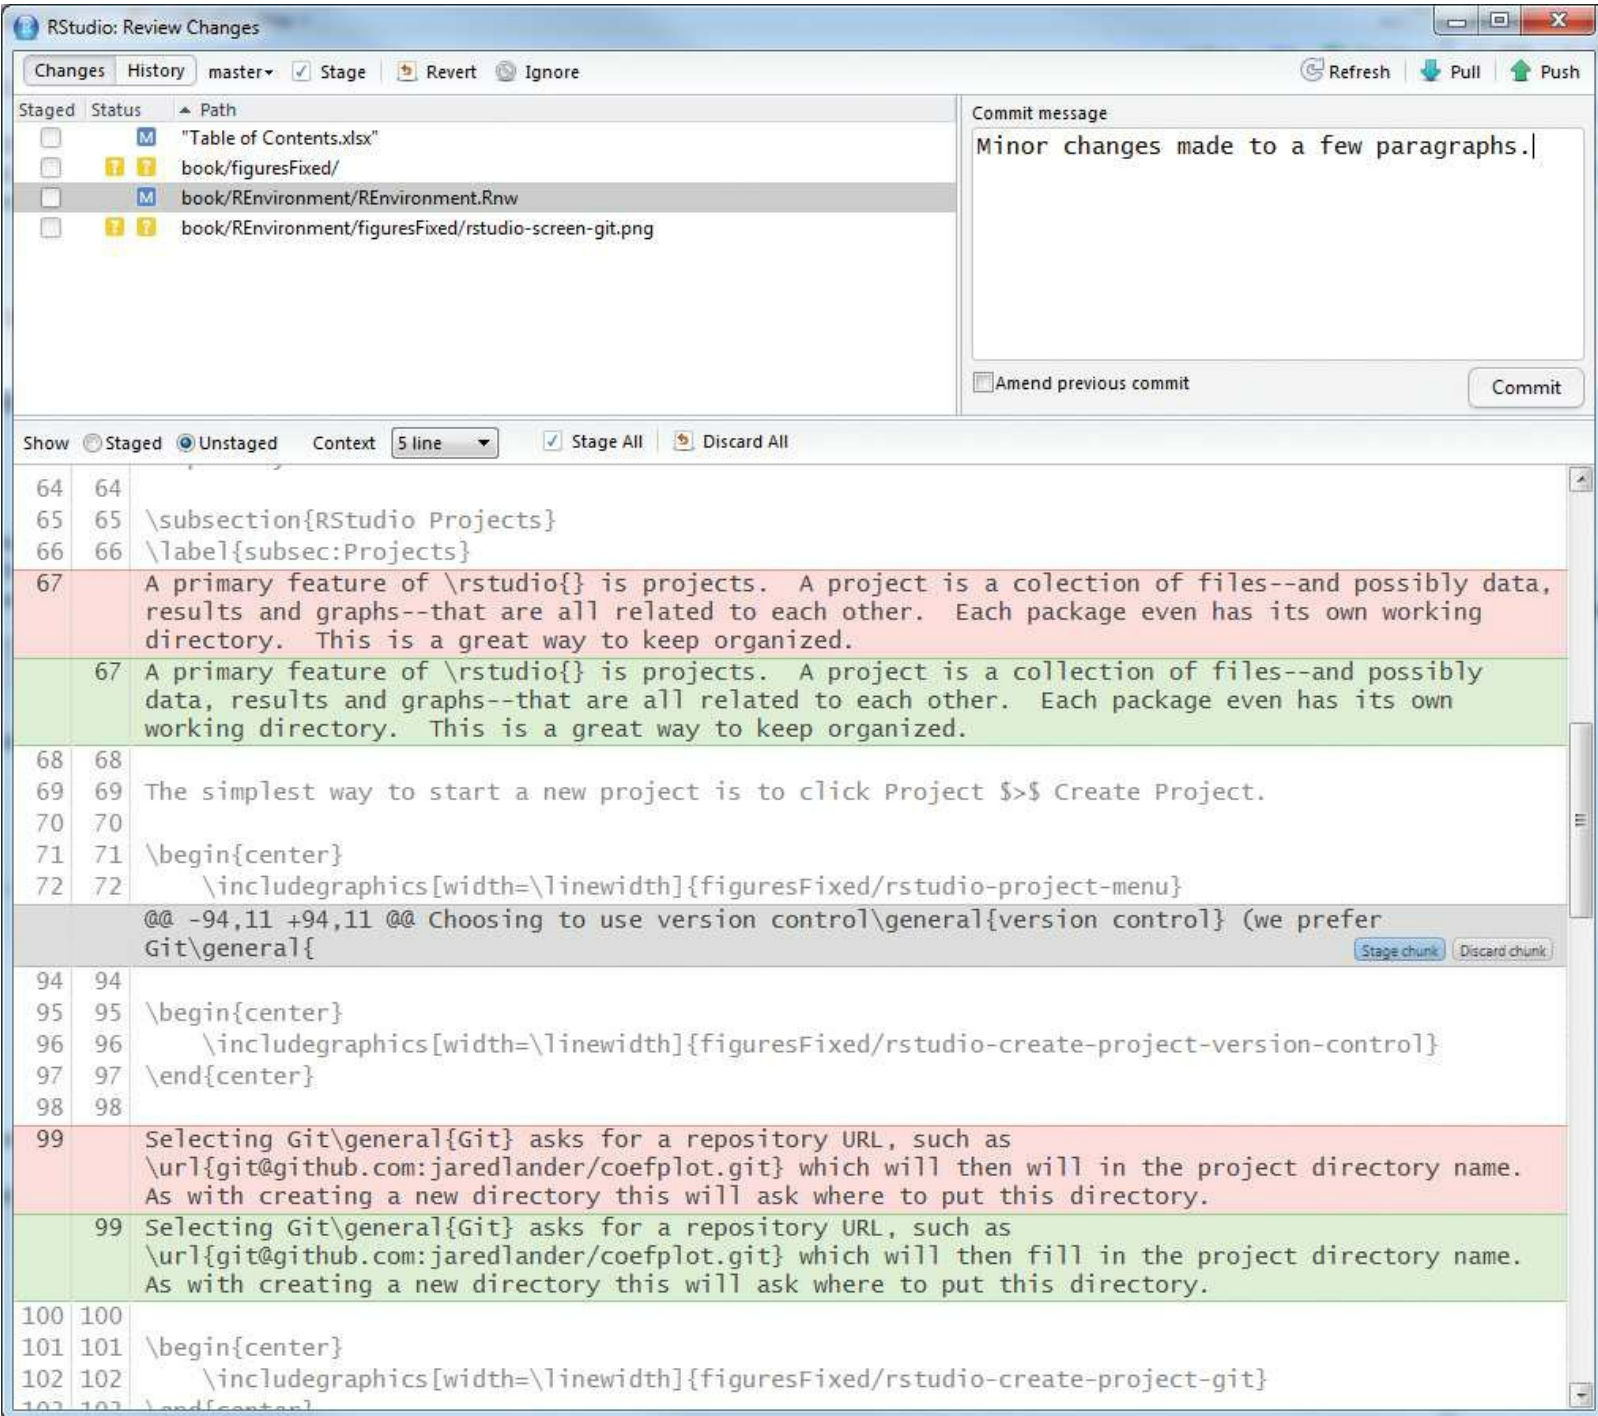 RStudio: Review Changes
Changes History master Stage Revert Ignore Refresh Pull Push
Staged Status Path
M "Table of Contents.xlsx"
? ? book/figuresFixed/
M book/REnvironment/REnvironment.Rnw
? ? book/REnvironment/figuresFixed/rstudio-screen-git.png
Commit message
Minor changes made to a few paragraphs.
Amend previous commit
Commit
Show Staged Unstaged Context 5 line Stage All Discard All
64 64
65 65 \subsection{RStudio Projects}
66 66 \label{subsec:Projects}
67 A primary feature of \rstudio{} is projects.  A project is a colection of files--and possibly data,
results and graphs--that are all related to each other.  Each package even has its own working
directory.  This is a great way to keep organized.
67 A primary feature of \rstudio{} is projects.  A project is a collection of files--and possibly
data, results and graphs--that are all related to each other.  Each package even has its own
working directory.  This is a great way to keep organized.
68 68
69 69 The simplest way to start a new project is to click Project $>$ Create Project.
70 70
71 71 \begin{center}
72 72 \includegraphics[width=\linewidth]{figuresFixed/rstudio-project-menu}
@@ -94,11 +94,11 @@ Choosing to use version control\general{version control} (we prefer
Git\general{
Stage chunk Discard chunk
94 94
95 95 \begin{center}
96 96 \includegraphics[width=\linewidth]{figuresFixed/rstudio-create-project-version-control}
97 97 \end{center}
98 98
99 Selecting Git\general{Git} asks for a repository URL, such as
\url{git@github.com:jaredlander/coefplot.git} which will then will in the project directory name.
As with creating a new directory this will ask where to put this directory.
99 Selecting Git\general{Git} asks for a repository URL, such as
\url{git@github.com:jaredlander/coefplot.git} which will then fill in the project directory name.
As with creating a new directory this will ask where to put this directory.
100 100
101 101 \begin{center}
102 102 \includegraphics[width=\linewidth]{figuresFixed/rstudio-create-project-git}
103 103 \end{center}